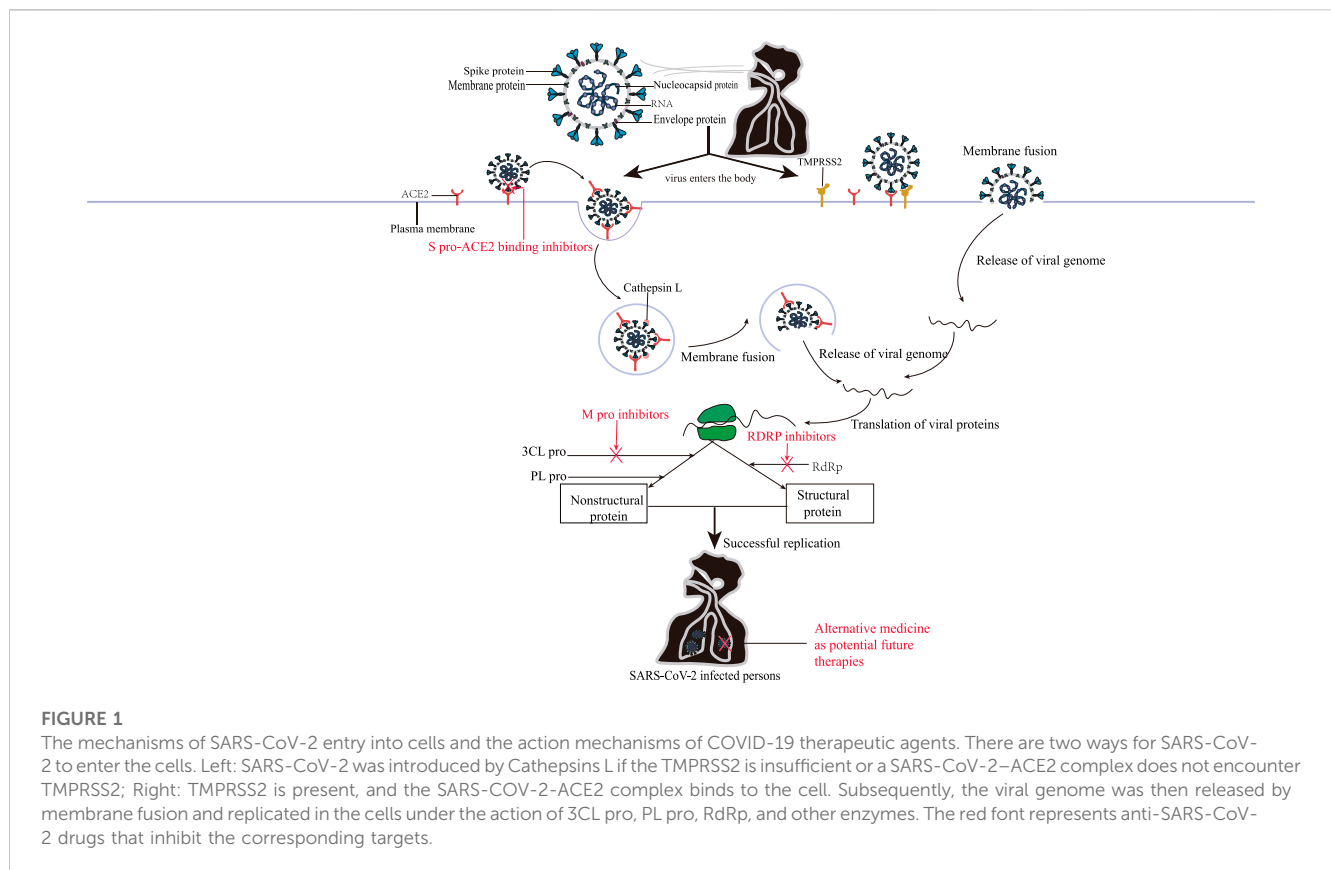 Spike protein
Membrane protein
Nucleocapsid protein
RNA
Envelope protein
TMPRSS2
Membrane fusion
virus enters the body
ACE2
Plasma membrane
S pro-ACE2 binding inhibitors
Release of viral genome
Cathepsin L
Membrane fusion
Release of viral genome
M pro inhibitors
Translation of viral proteins
RDRP inhibitors
3CL pro
RdRp
PL pro
Nonstructural
protein
Structural
protein
Successful replication
Alternative medicine
as potential future
therapies
SARS-CoV-2 infected persons
FIGURE 1
The mechanisms of SARS-CoV-2 entry into cells and the action mechanisms of COVID-19 therapeutic agents. There are two ways for SARS-CoV-
2 to enter the cells. Left: SARS-CoV-2 was introduced by Cathepsins L if the TMPRSS2 is insufficient or a SARS-CoV-2–ACE2 complex does not encounter
TMPRSS2; Right: TMPRSS2 is present, and the SARS-COV-2-ACE2 complex binds to the cell. Subsequently, the viral genome was then released by
membrane fusion and replicated in the cells under the action of 3CL pro, PL pro, RdRp, and other enzymes. The red font represents anti-SARS-CoV-
2 drugs that inhibit the corresponding targets.